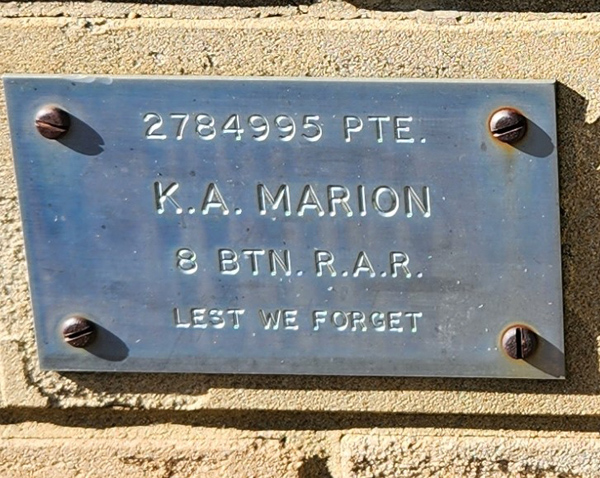 2784995 PTE.
K.A. MARION
8 BTN. R.A.R.
LEST WE FORGET